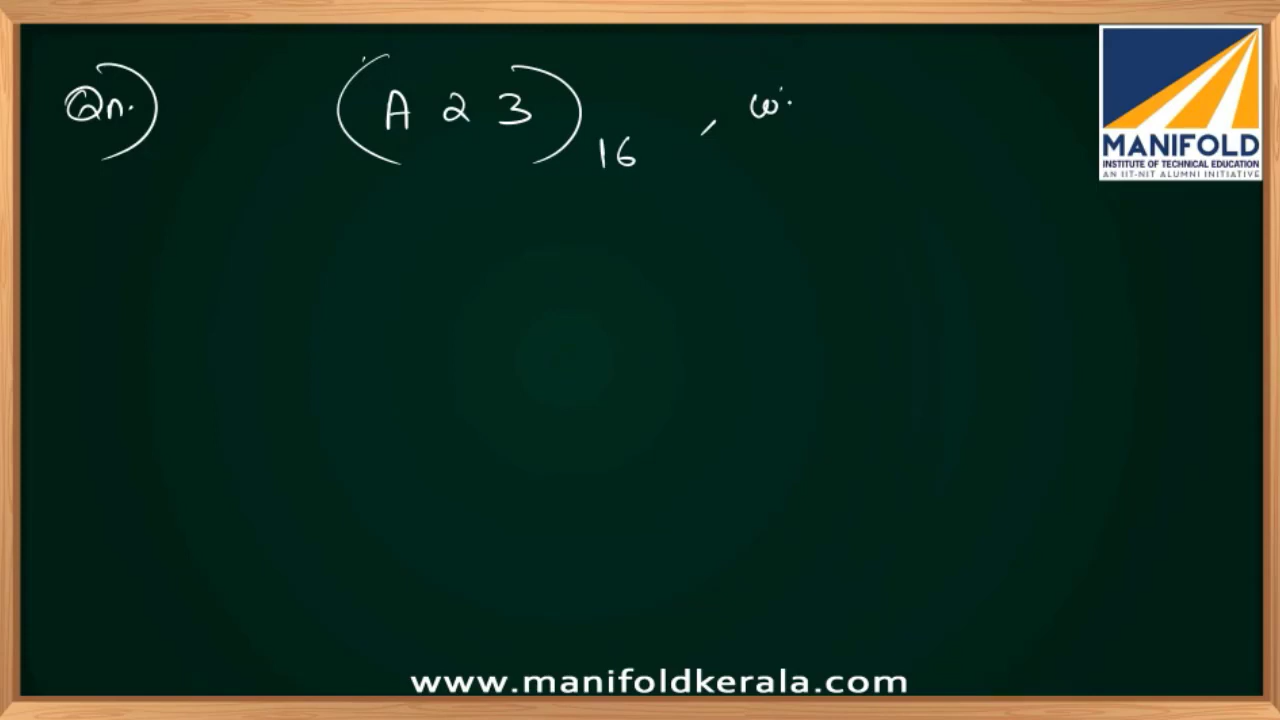 Qn.) (A 2 3)16 , w
MANIFOLD
INSTITUTE OF TECHNICAL EDUCATION
AN IIT-NIT ALUMNI INITIATIVE
www.manifoldkerala.com